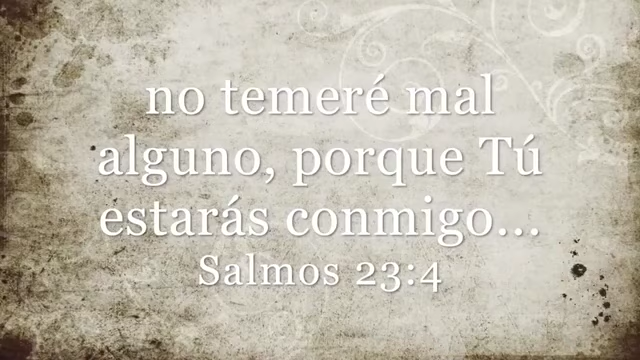 no temeré mal
alguno, porque Tú
estarás conmigo...
Salmos 23:4